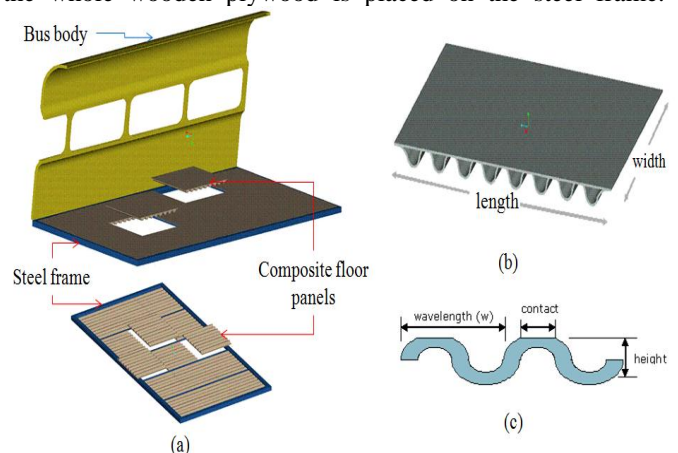 the whole wooden plywood is placed on the steel frame.
Bus body
Steel frame
Composite floor
panels
(a)
width
length
(b)
wavelength (w)
contact
height
(c)